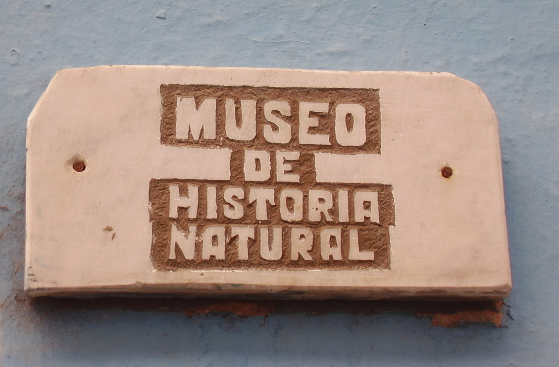 MUSEO
DE
HISTORIA
NATURAL